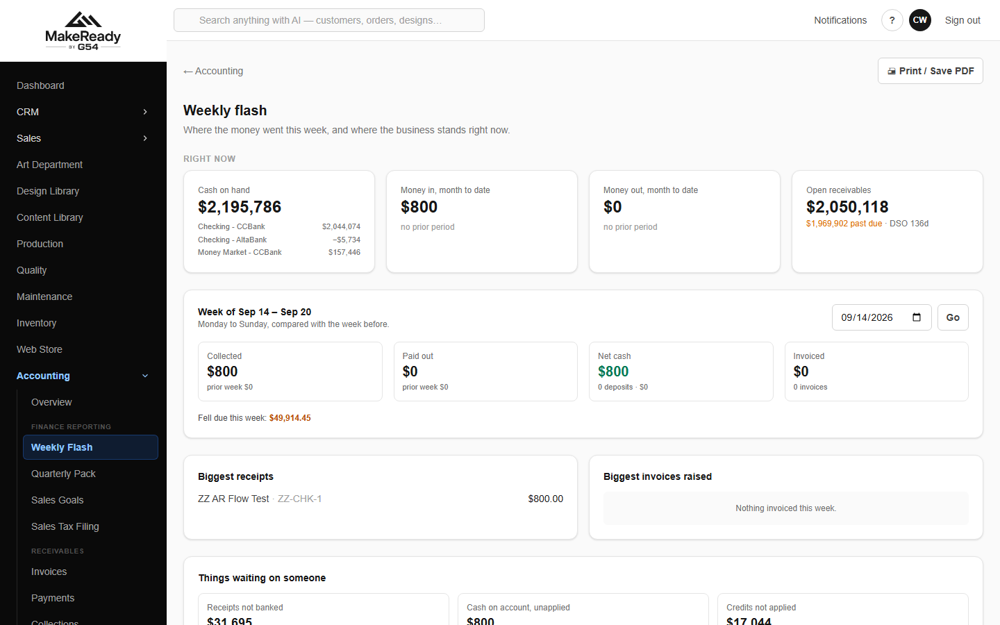 MakeReady
BY G54
Search anything with AI — customers, orders, designs...
Notifications
?
CW
Sign out
Dashboard
CRM
Sales
Art Department
Design Library
Content Library
Production
Quality
Maintenance
Inventory
Web Store
Accounting
Overview
FINANCE REPORTING
Weekly Flash
Quarterly Pack
Sales Goals
Sales Tax Filing
RECEIVABLES
Invoices
Payments
Collections
← Accounting
Print / Save PDF
Weekly flash
Where the money went this week, and where the business stands right now.
RIGHT NOW
Cash on hand
$2,195,786
Checking - CCBank $2,044,074
Checking - AltaBank –$5,734
Money Market - CCBank $157,446
Money in, month to date
$800
no prior period
Money out, month to date
$0
no prior period
Open receivables
$2,050,118
$1,969,902 past due · DSO 136d
Week of Sep 14 – Sep 20
Monday to Sunday, compared with the week before.
09/14/2026
Go
Collected
$800
prior week $0
Paid out
$0
prior week $0
Net cash
$800
0 deposits · $0
Invoiced
$0
0 invoices
Fell due this week: $49,914.45
Biggest receipts
ZZ AR Flow Test · ZZ-CHK-1 $800.00
Biggest invoices raised
Nothing invoiced this week.
Things waiting on someone
Receipts not banked
$31,695
Cash on account, unapplied
$800
Credits not applied
$17,044